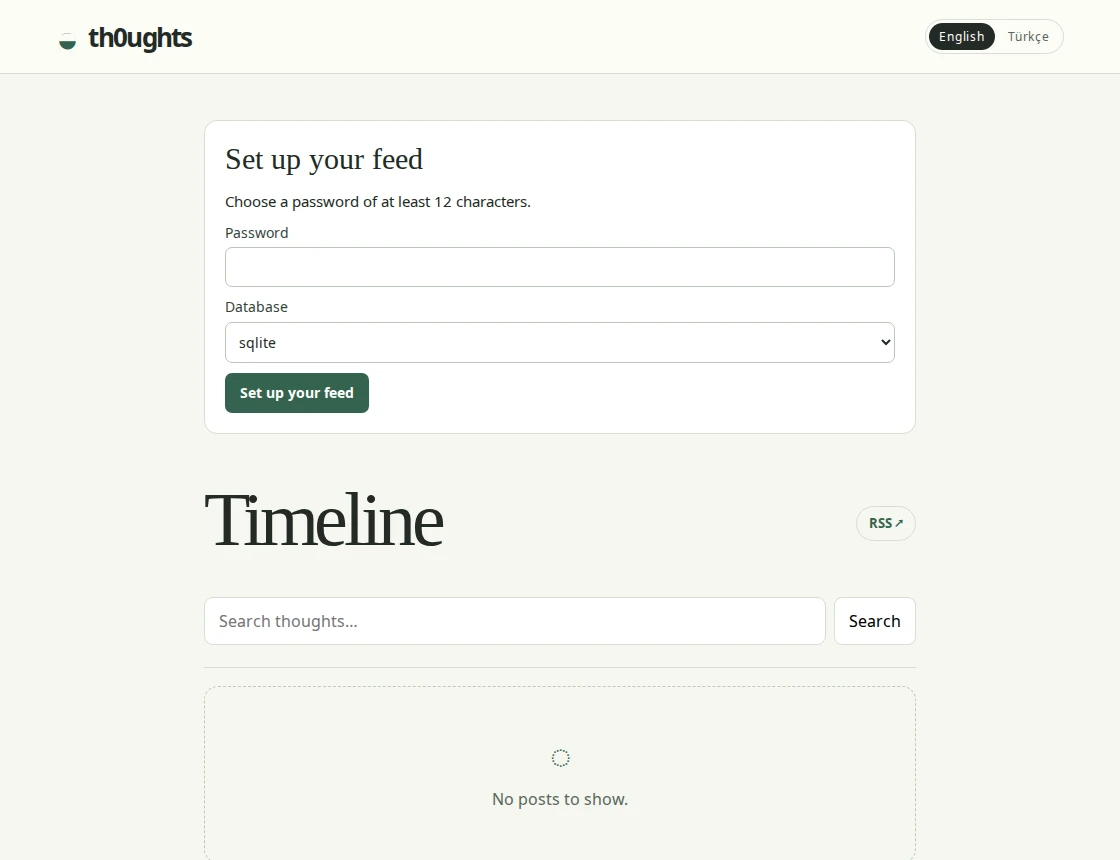 th0ughts
English
Türkçe
Set up your feed
Choose a password of at least 12 characters.
Password
Database
sqlite
Set up your feed
Timeline
RSS↗
Search thoughts...
Search
No posts to show.